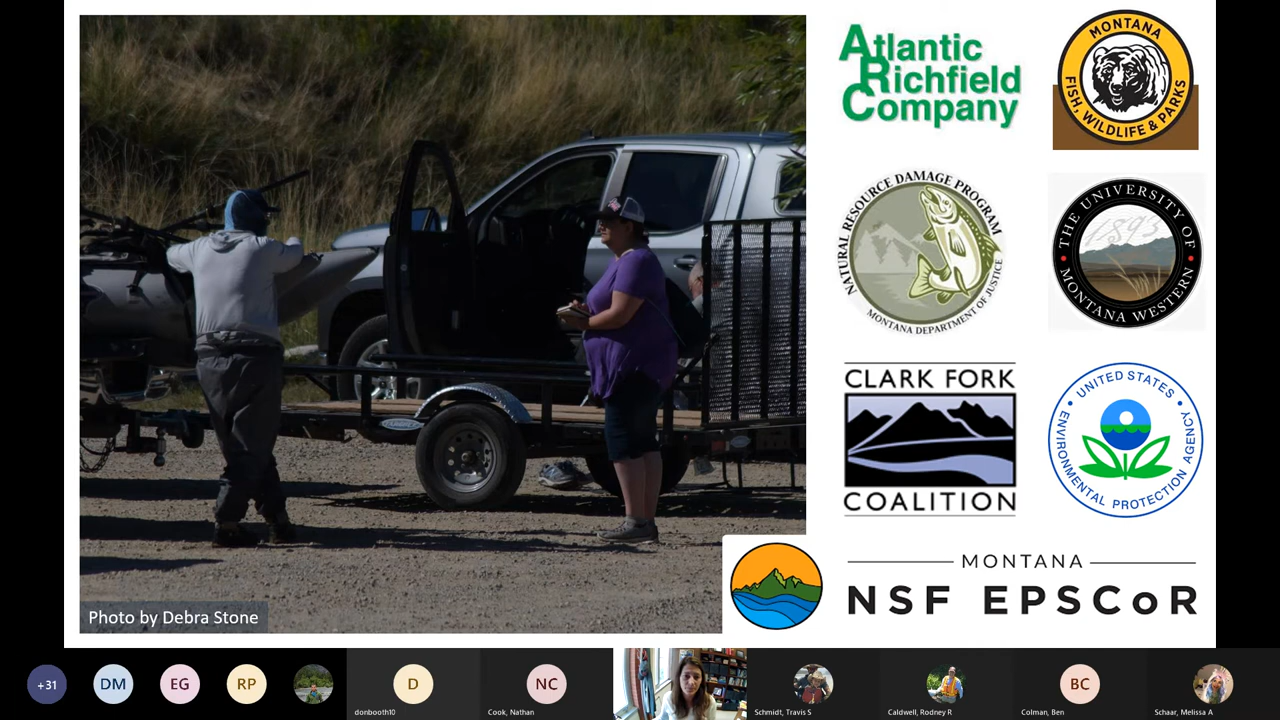 Atlantic
Richfield
Company
MONTANA
FISH, WILDLIFE & PARKS
NATURAL RESOURCE DAMAGE PROGRAM
MONTANA DEPARTMENT OF JUSTICE
THE UNIVERSITY OF
1893
MONTANA WESTERN
CLARK FORK
COALITION
UNITED STATES
ENVIRONMENTAL PROTECTION AGENCY
MONTANA
NSF EPSCoR
Photo by Debra Stone
+31
DM
EG
RP
D
donbooth10
NC
Cook, Nathan
Schmidt, Travis S
Caldwell, Rodney R
BC
Colman, Ben
Schaar, Melissa A